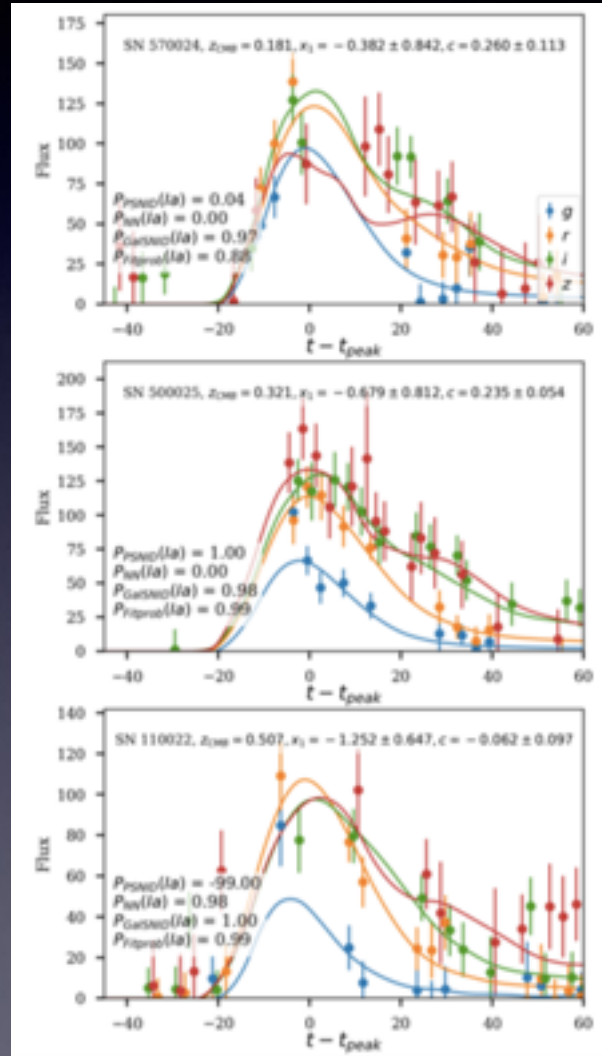 SN 570024, z_CMB = 0.181, x₁ = −0.382 ± 0.842, c = 0.260 ± 0.113
P_PSNID(Ia) = 0.04
P_NN(Ia) = 0.00
P_GalSNID(Ia) = 0.97
P_Fitprob(Ia) = 0.88
g
r
i
z
Flux
175
150
125
100
75
50
25
0
−40 −20 0 20 40 60
t − t_peak
SN 500025, z_CMB = 0.321, x₁ = −0.679 ± 0.812, c = 0.235 ± 0.054
P_PSNID(Ia) = 1.00
P_NN(Ia) = 0.00
P_GalSNID(Ia) = 0.98
P_Fitprob(Ia) = 0.99
Flux
200
175
150
125
100
75
50
25
0
−40 −20 0 20 40 60
t − t_peak
SN 110022, z_CMB = 0.507, x₁ = −1.252 ± 0.647, c = −0.062 ± 0.097
P_PSNID(Ia) = -99.00
P_NN(Ia) = 0.98
P_GalSNID(Ia) = 1.00
P_Fitprob(Ia) = 0.99
Flux
140
120
100
80
60
40
20
0
−40 −20 0 20 40 60
t − t_peak